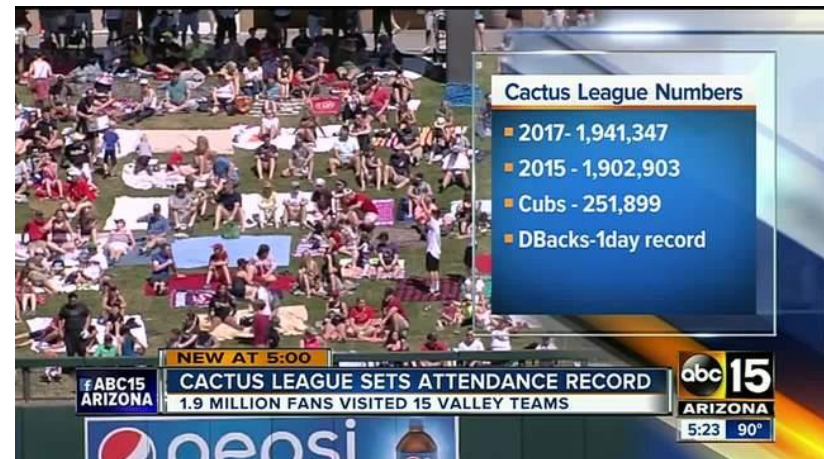 Cactus League Numbers
2017- 1,941,347
2015 - 1,902,903
Cubs - 251,899
DBacks-1day record
NEW AT 5:00
f ABC15
ARIZONA
CACTUS LEAGUE SETS ATTENDANCE RECORD
1.9 MILLION FANS VISITED 15 VALLEY TEAMS
abc 15
ARIZONA
5:23 90°
pepsi